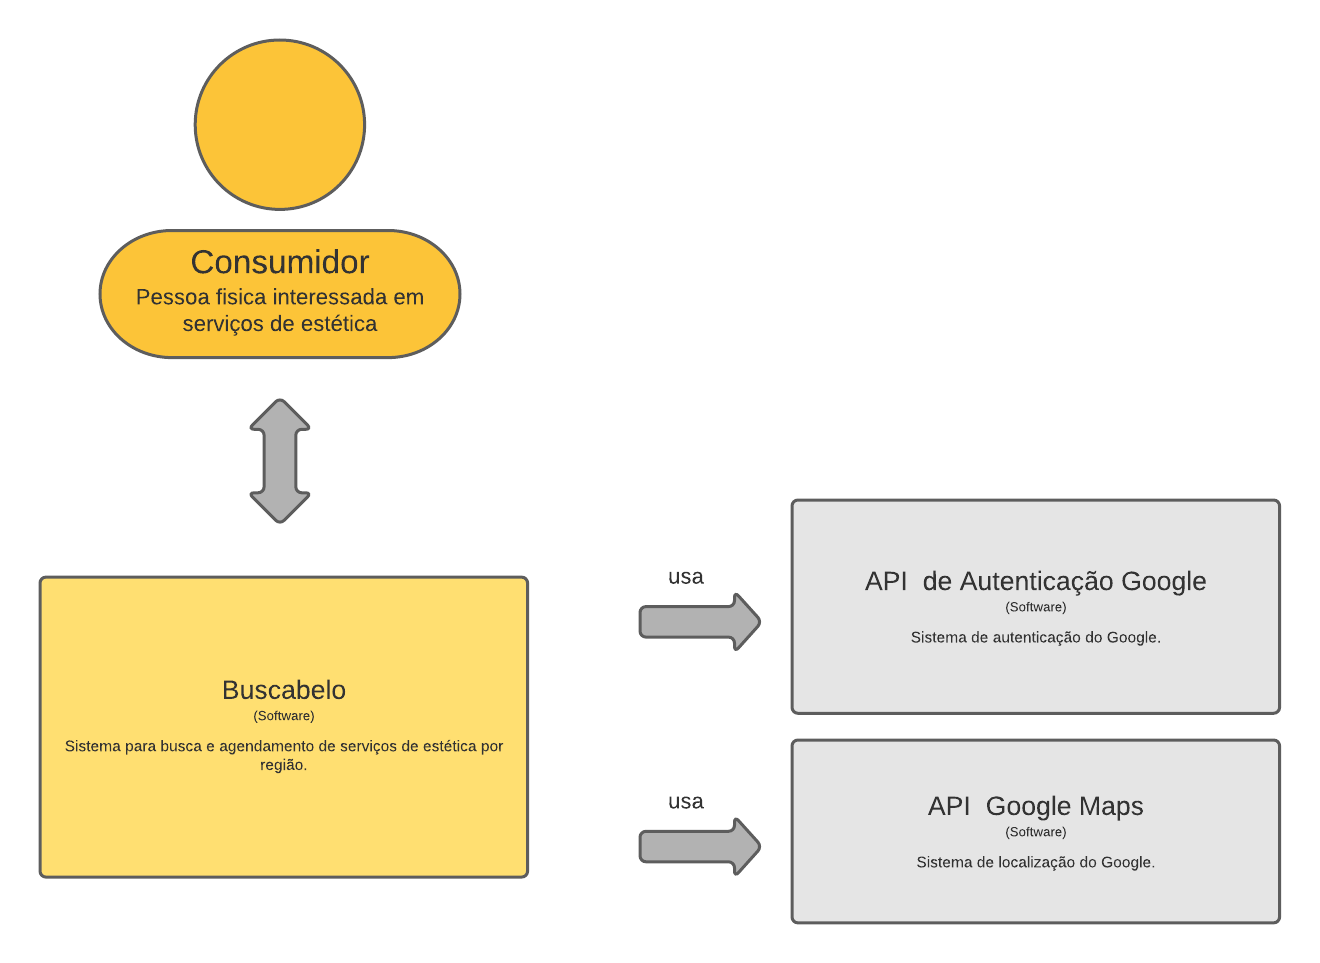 Consumidor
Pessoa fisica interessada em
serviços de estética
Buscabelo
(Software)
Sistema para busca e agendamento de serviços de estética por
região.
usa
API  de Autenticação Google
(Software)
Sistema de autenticação do Google.
usa
API  Google Maps
(Software)
Sistema de localização do Google.